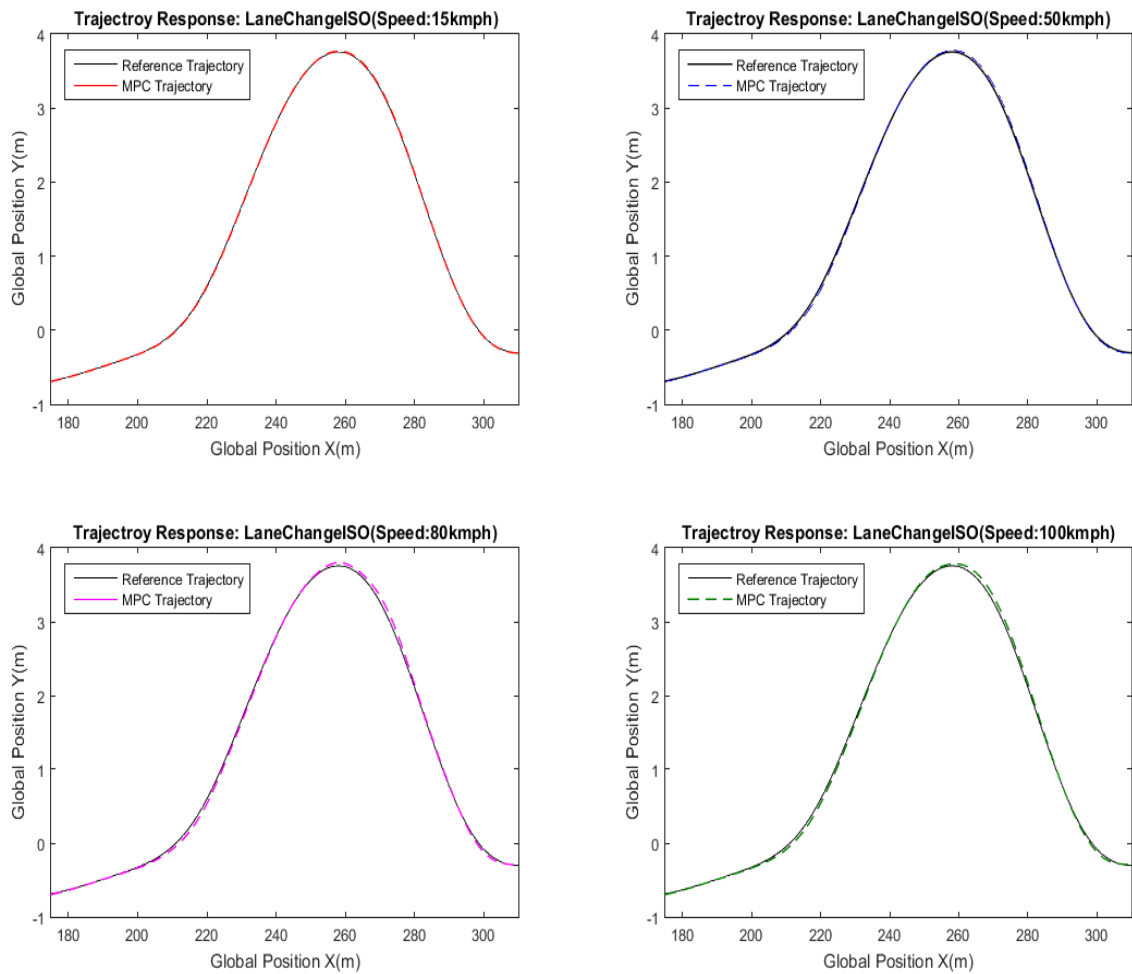 Trajectroy Response: LaneChangeISO(Speed:15kmph)
Reference Trajectory
MPC Trajectory
4
3
2
1
0
-1
Global Position Y(m)
180 200 220 240 260 280 300
Global Position X(m)
Trajectroy Response: LaneChangeISO(Speed:50kmph)
Reference Trajectory
MPC Trajectory
4
3
2
1
0
-1
Global Position Y(m)
180 200 220 240 260 280 300
Global Position X(m)
Trajectroy Response: LaneChangeISO(Speed:80kmph)
Reference Trajectory
MPC Trajectory
4
3
2
1
0
-1
Global Position Y(m)
180 200 220 240 260 280 300
Global Position X(m)
Trajectroy Response: LaneChangeISO(Speed:100kmph)
Reference Trajectory
MPC Trajectory
4
3
2
1
0
-1
Global Position Y(m)
180 200 220 240 260 280 300
Global Position X(m)